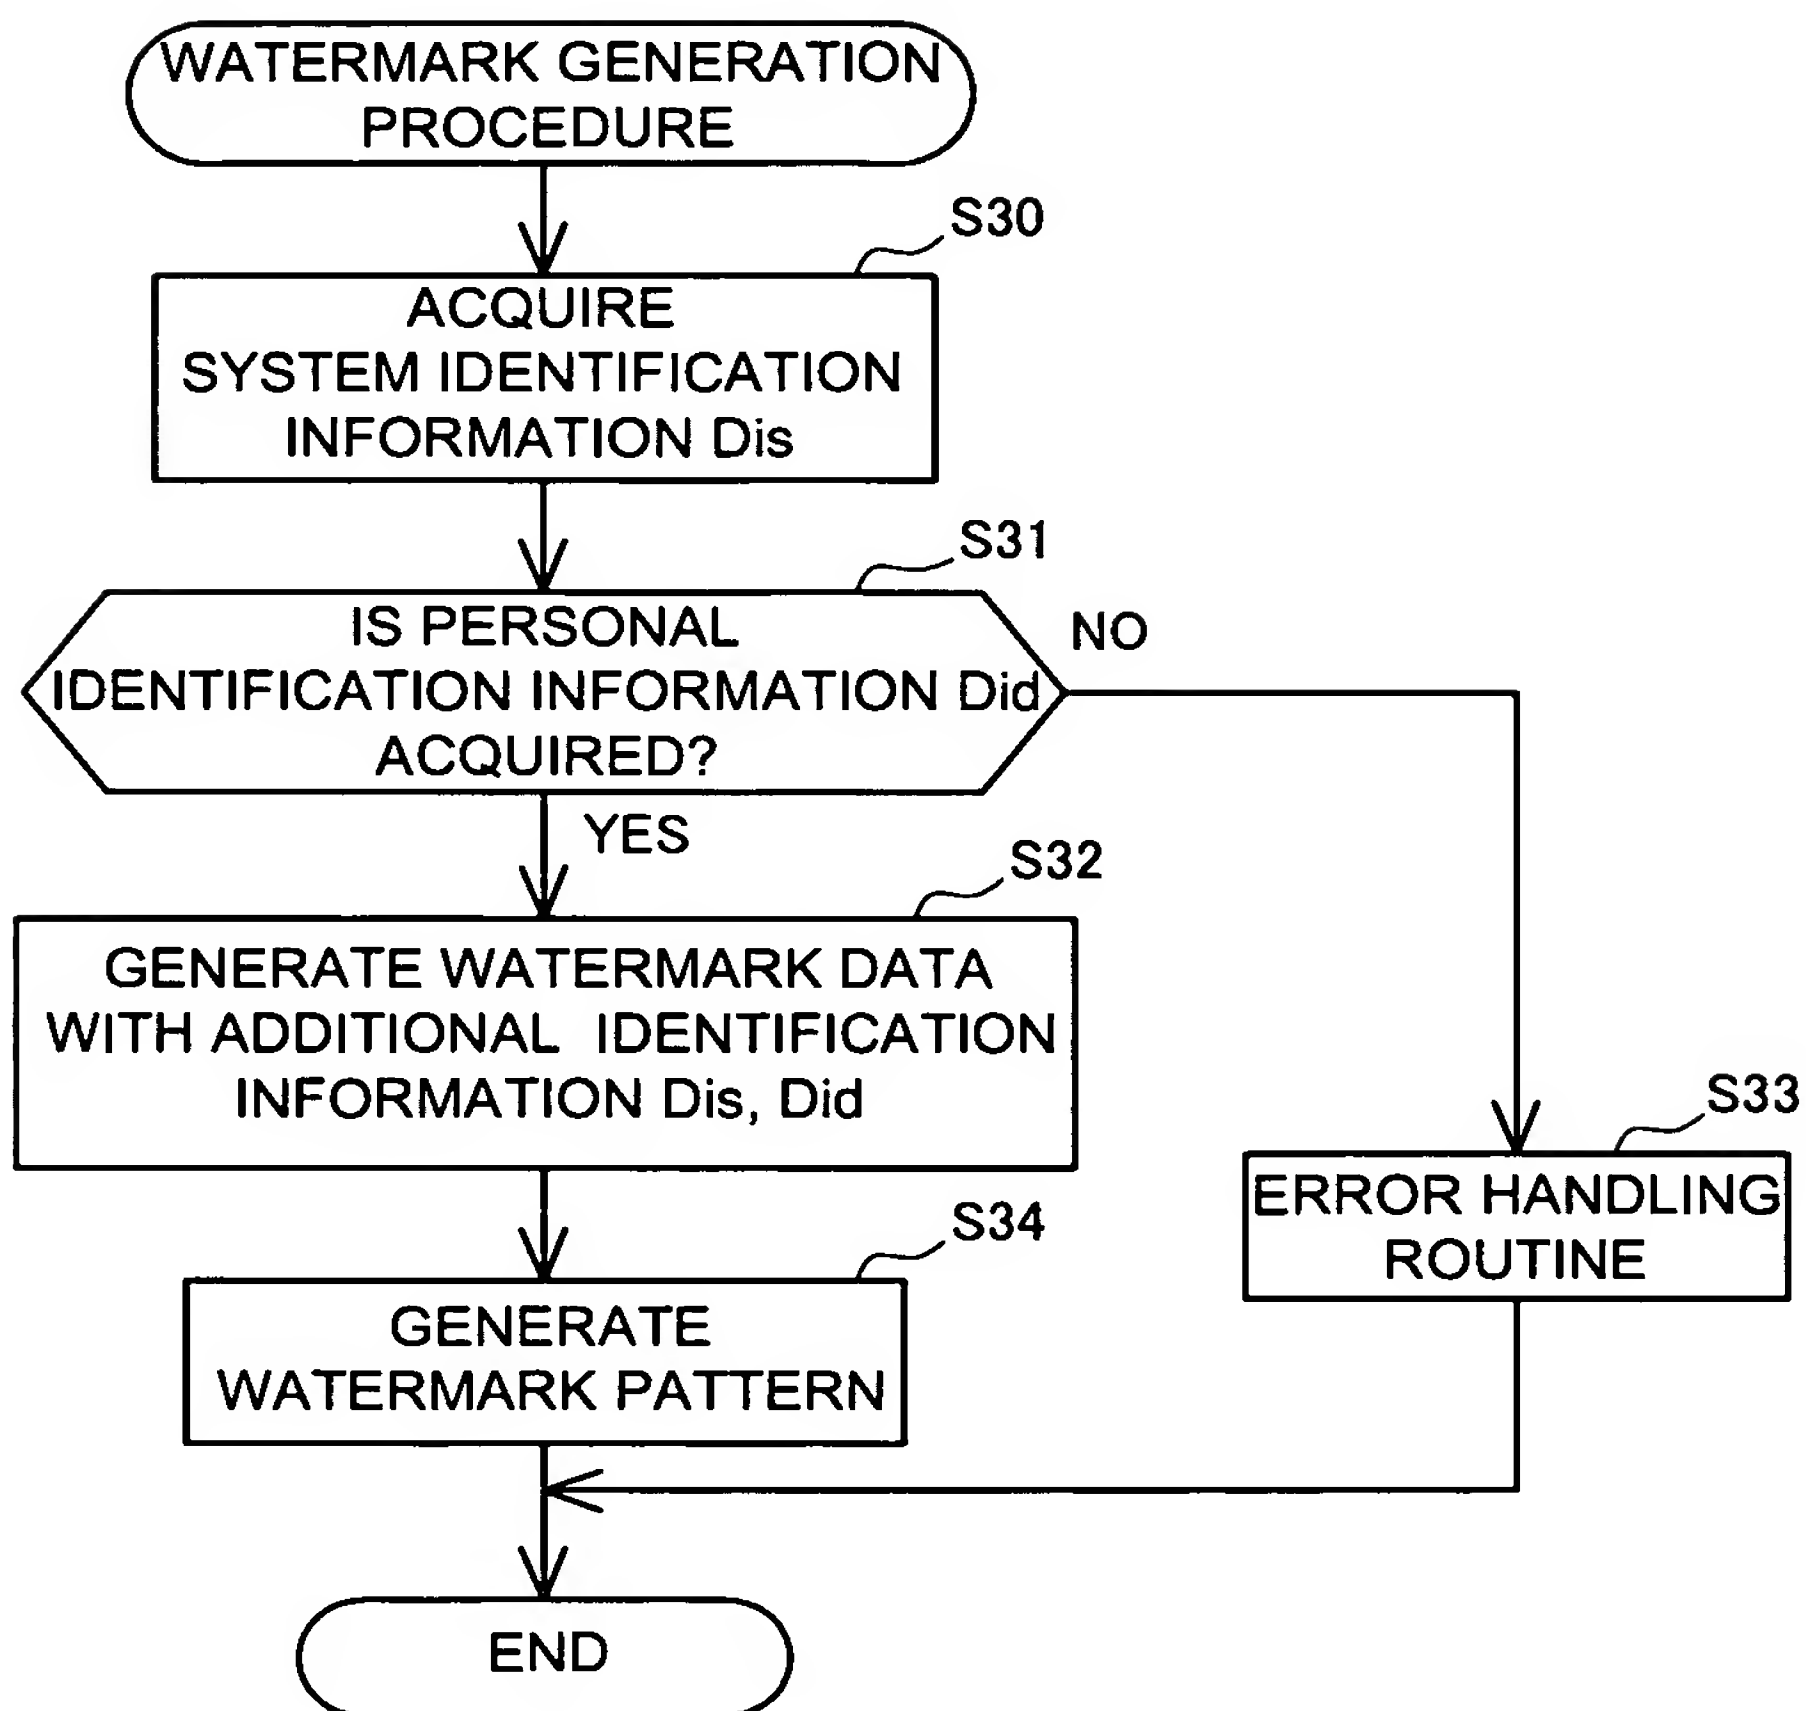 WATERMARK GENERATION
PROCEDURE
S30
ACQUIRE
SYSTEM IDENTIFICATION
INFORMATION Dis
S31
IS PERSONAL
IDENTIFICATION INFORMATION Did
ACQUIRED?
NO
YES
S32
GENERATE WATERMARK DATA
WITH ADDITIONAL IDENTIFICATION
INFORMATION Dis, Did
S33
ERROR HANDLING
ROUTINE
S34
GENERATE
WATERMARK PATTERN
END